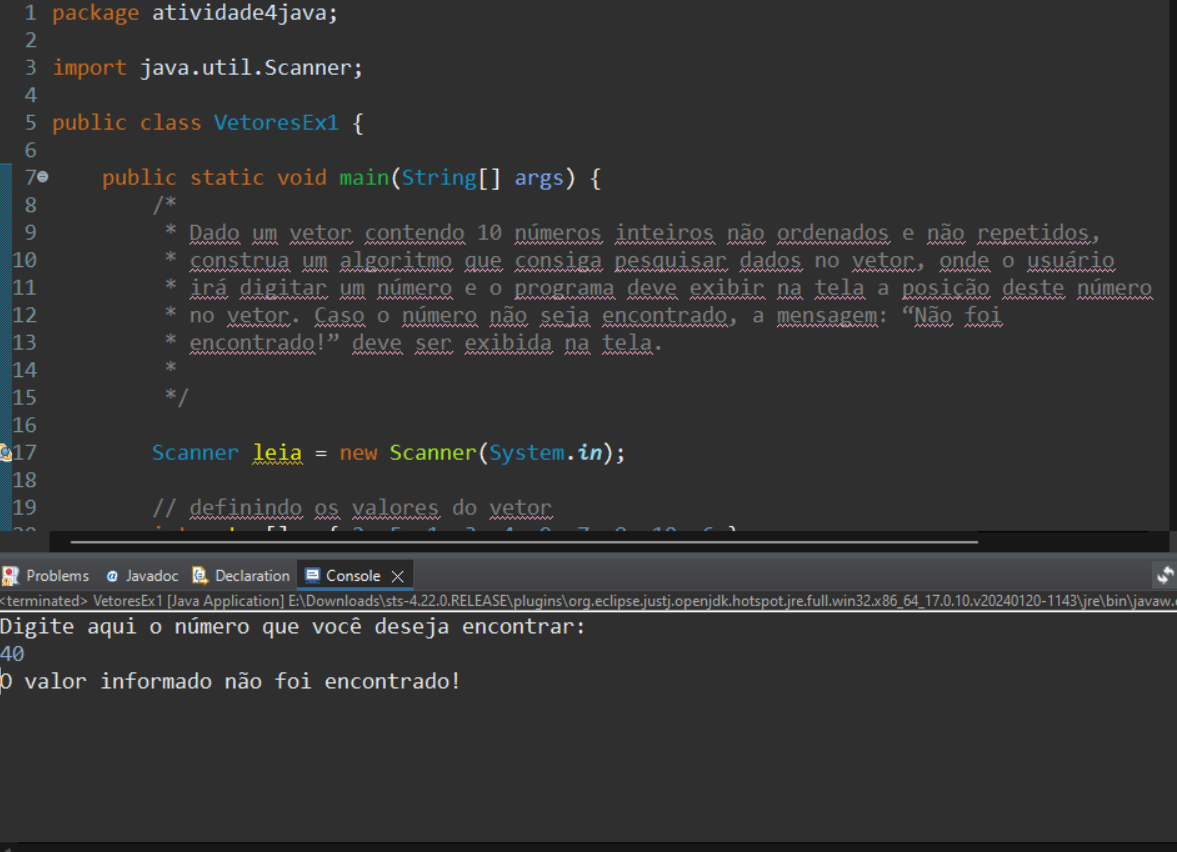 1 package atividade4java;
2
3 import java.util.Scanner;
4
5 public class VetoresEx1 {
6
7 public static void main(String[] args) {
8 /*
9 * Dado um vetor contendo 10 números inteiros não ordenados e não repetidos,
10 * construa um algoritmo que consiga pesquisar dados no vetor, onde o usuário
11 * irá digitar um número e o programa deve exibir na tela a posição deste número
12 * no vetor. Caso o número não seja encontrado, a mensagem: “Não foi
13 * encontrado!” deve ser exibida na tela.
14 *
15 */
16
17 Scanner leia = new Scanner(System.in);
18
19 // definindo os valores do vetor
Problems @ Javadoc Declaration Console
<terminated> VetoresEx1 [Java Application] E:\Downloads\sts-4.22.0.RELEASE\plugins\org.eclipse.justj.openjdk.hotspot.jre.full.win32.x86_64_17.0.10.v20240120-1143\jre\bin\javaw.
Digite aqui o número que você deseja encontrar:
40
O valor informado não foi encontrado!